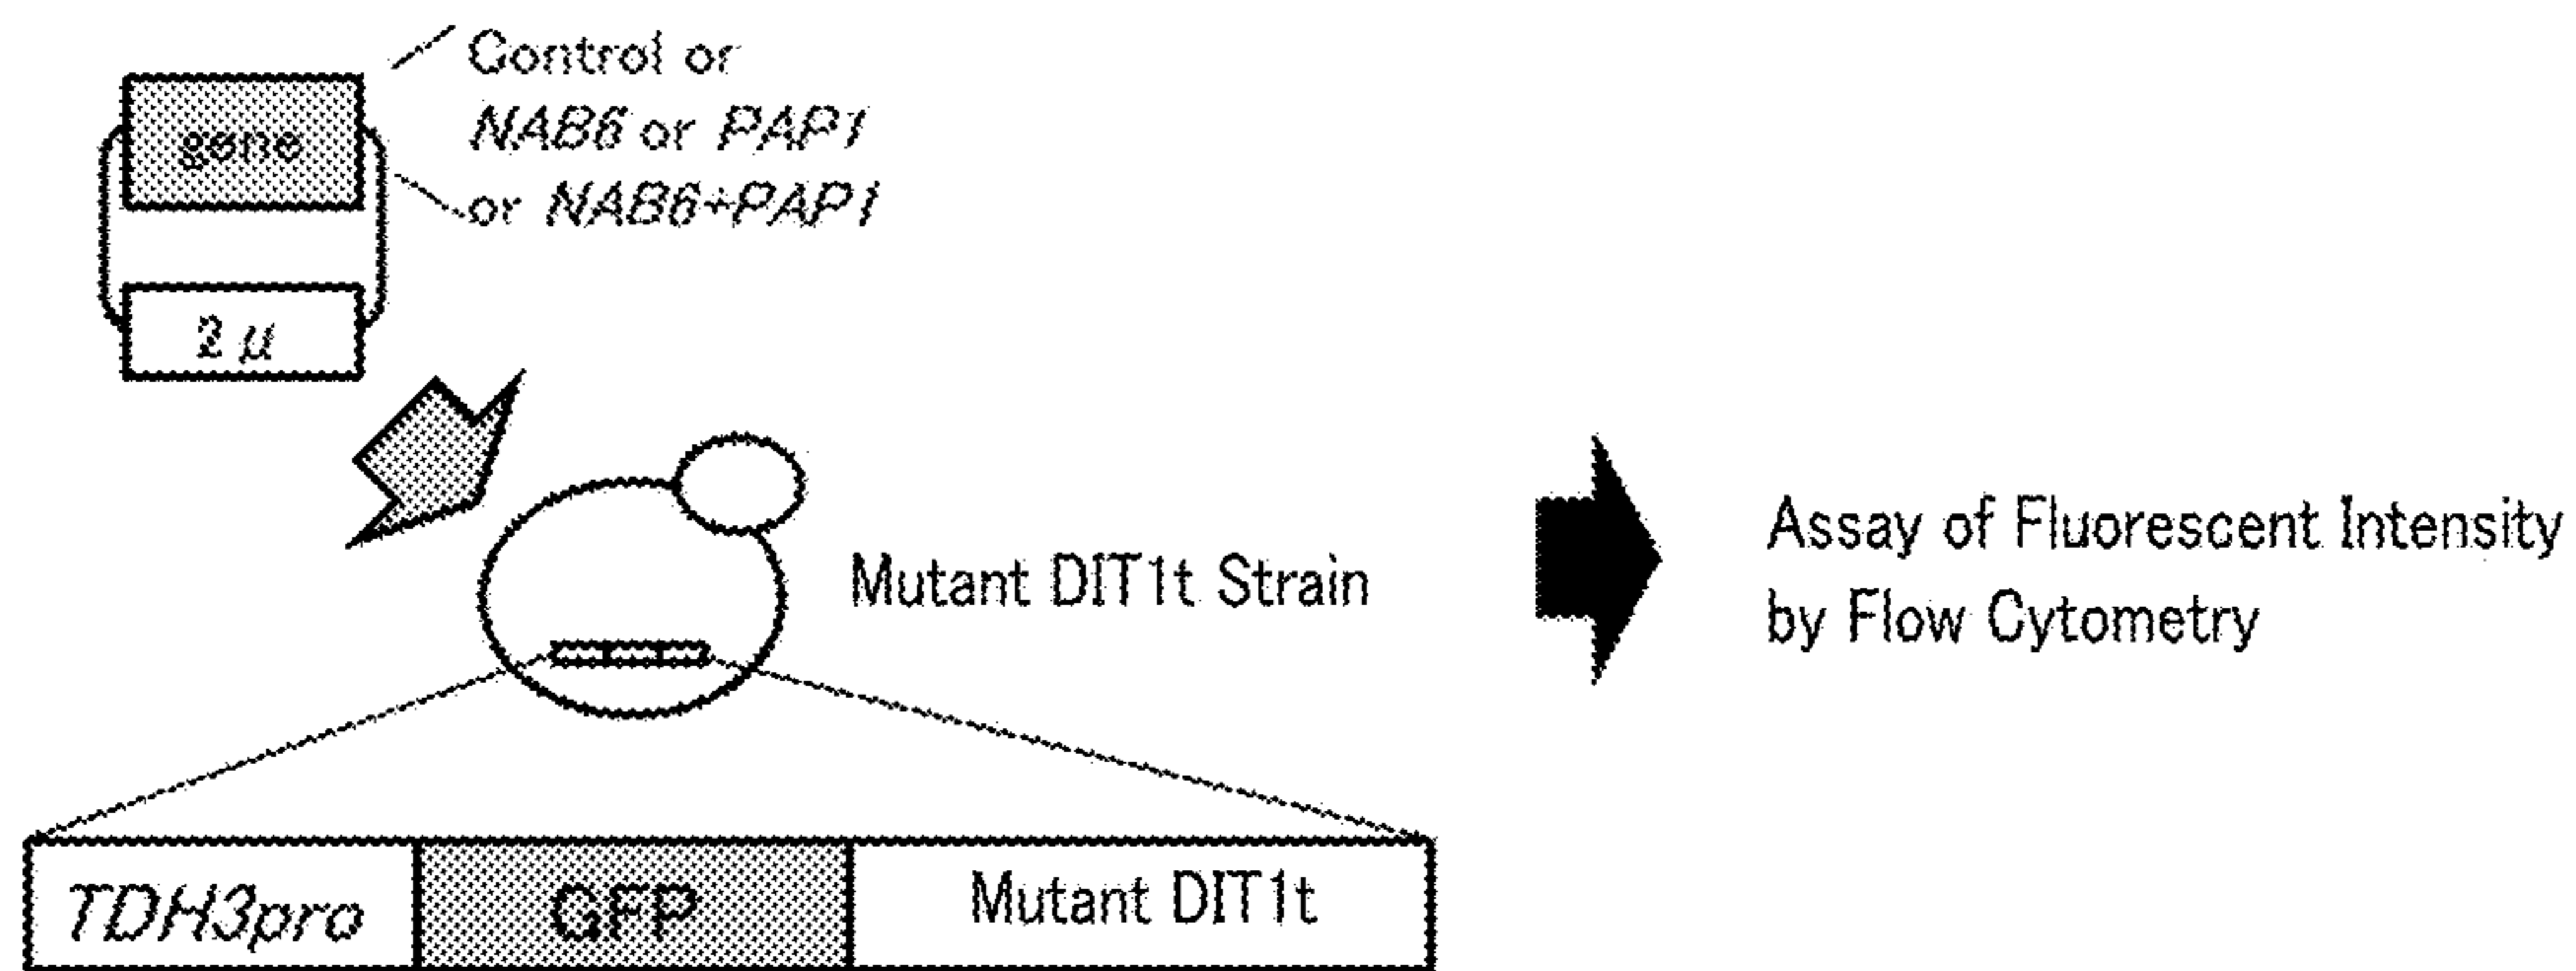 Control or
NAB6 or PAP1
or NAB6+PAP1
gene
2 μ
Mutant DIT1t Strain
Assay of Fluorescent Intensity
by Flow Cytometry
TDH3pro
GFP
Mutant DIT1t